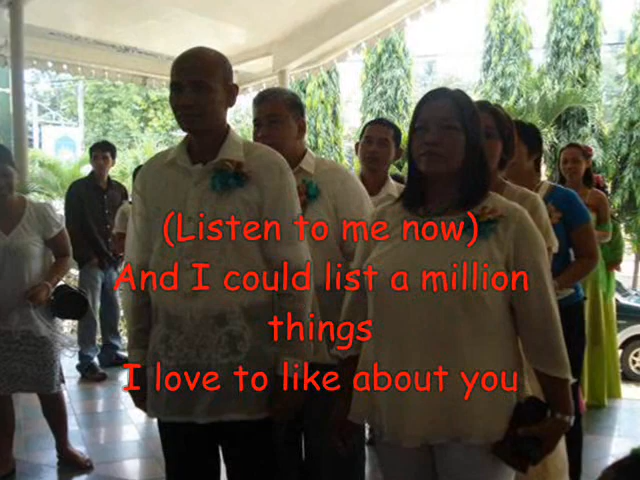 (Listen to me now)
And I could list a million
things
I love to like about you